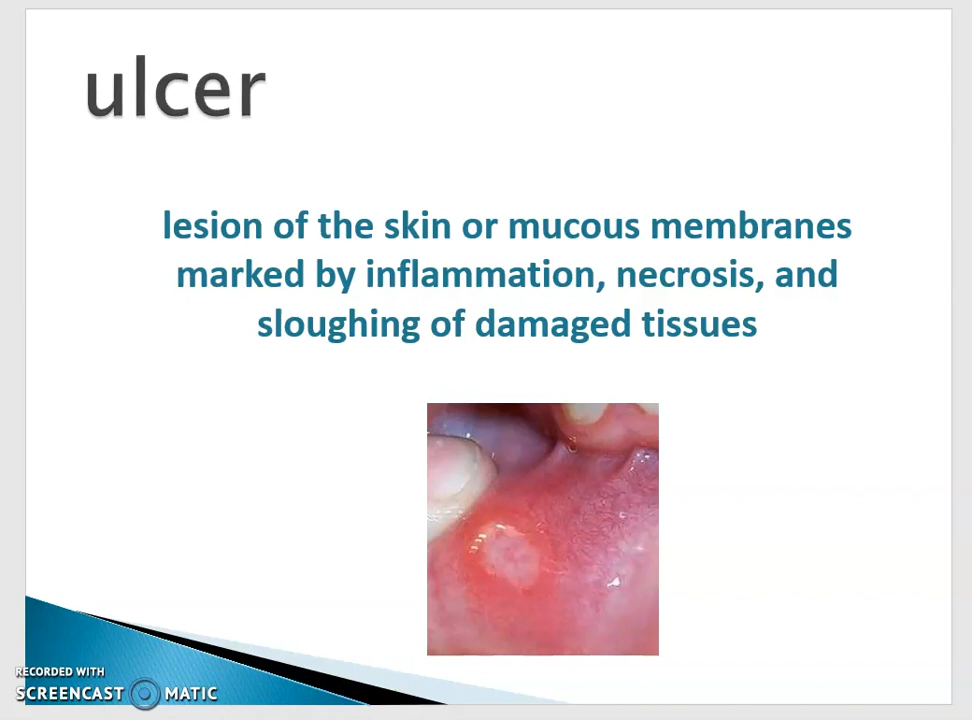 ulcer
lesion of the skin or mucous membranes
marked by inflammation, necrosis, and
sloughing of damaged tissues
RECORDED WITH
SCREENCAST MATIC